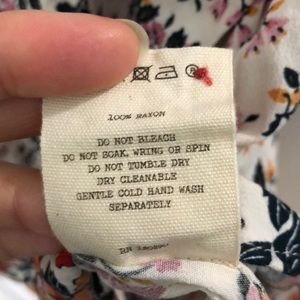 100% RAYON
DO NOT BLEACH
DO NOT SOAK, WRING OR SPIN
DO NOT TUMBLE DRY
DRY CLEANABLE
GENTLE COLD HAND WASH
SEPARATELY
RN